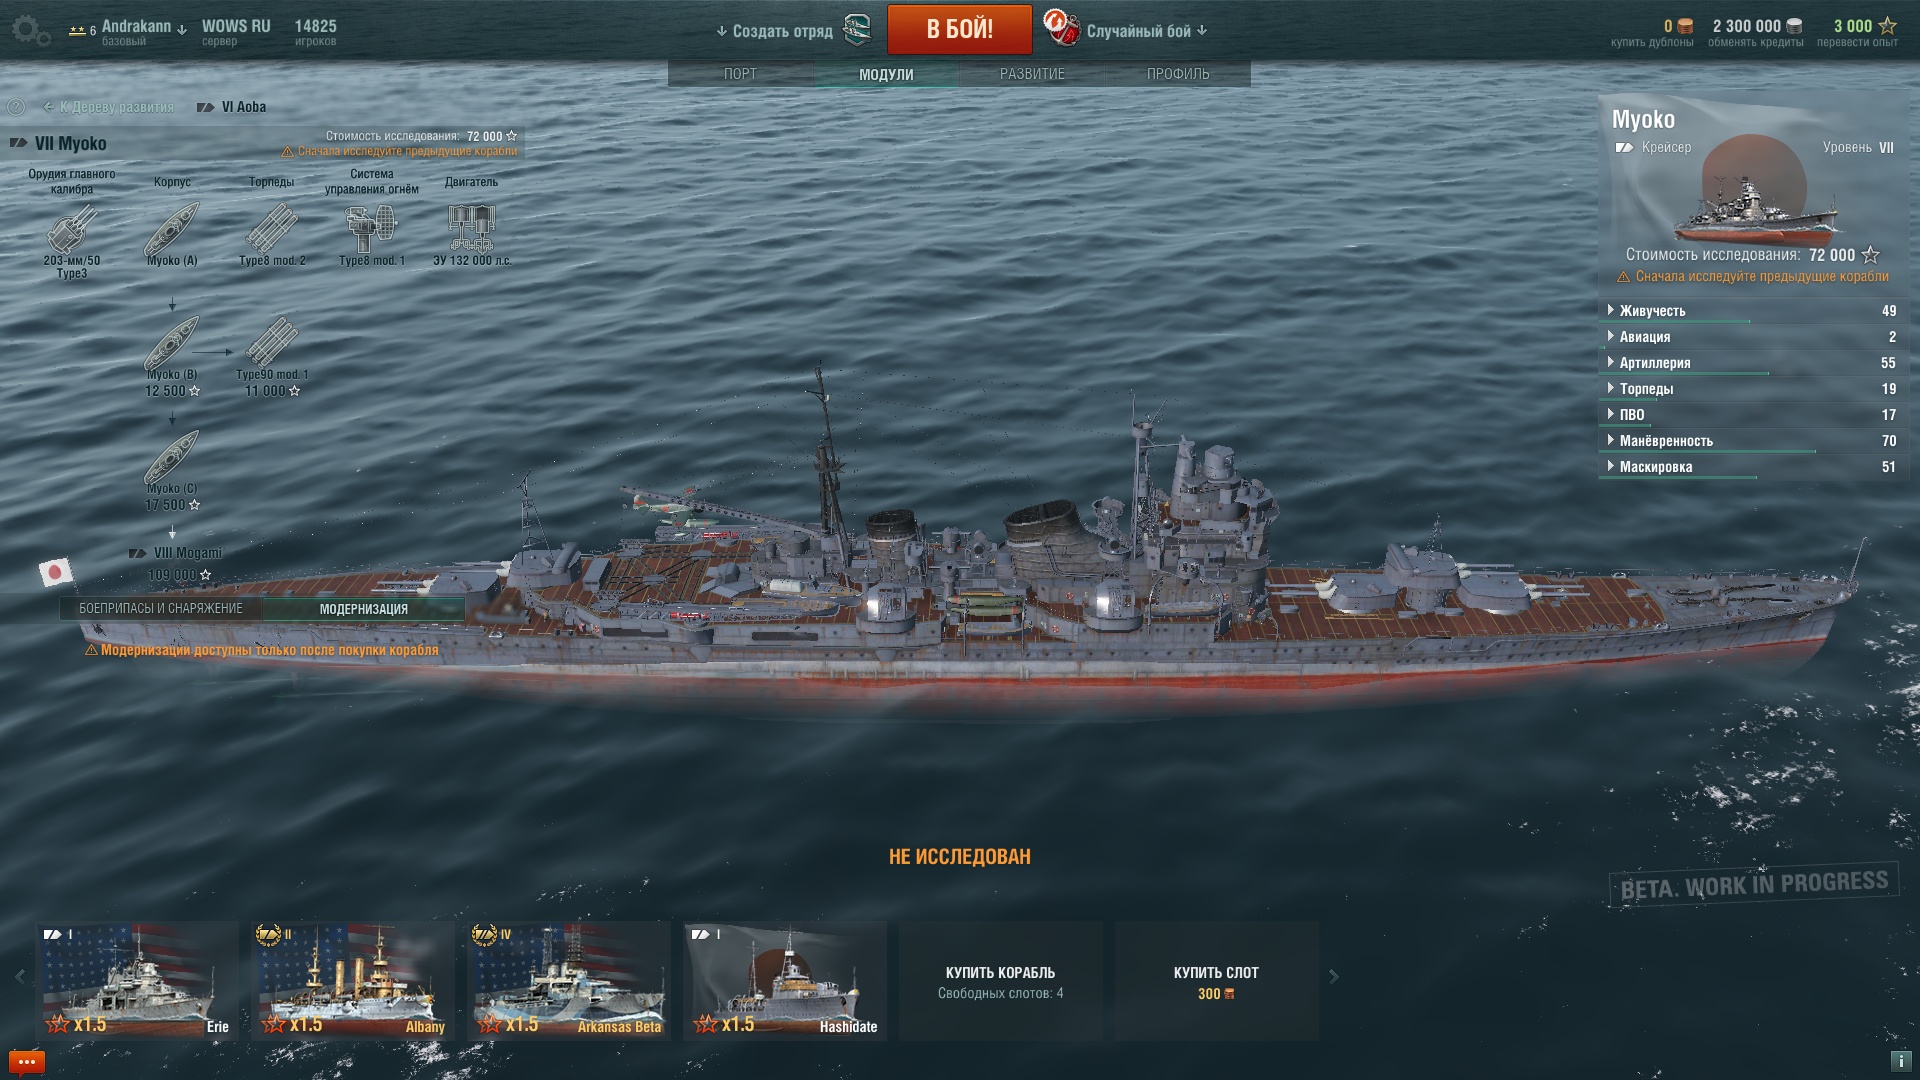 6 Andrakann
базовый
WOWS RU
сервер
14825
игроков
Создать отряд
В БОЙ!
Случайный бой
0
купить дублоны
2 300 000
обменять кредиты
3 000
перевести опыт
ПОРТ
МОДУЛИ
РАЗВИТИЕ
ПРОФИЛЬ
К Дереву развития
VI Aoba
VII Myoko
Стоимость исследования: 72 000
Сначала исследуйте предыдущие корабли
Орудия главного
калибра
Корпус
Торпеды
Система
управления огнём
Двигатель
203-мм/50
Type3
Myoko (A)
Type8 mod. 2
Type8 mod. 1
ЭУ 132 000 л.с.
Myoko (B)
12 500
Type90 mod. 1
11 000
Myoko (C)
17 500
VIII Mogami
109 000
БОЕПРИПАСЫ И СНАРЯЖЕНИЕ
МОДЕРНИЗАЦИЯ
Модернизации доступны только после покупки корабля
Myoko
Крейсер
Уровень VII
Стоимость исследования: 72 000
Сначала исследуйте предыдущие корабли
Живучесть 49
Авиация 2
Артиллерия 55
Торпеды 19
ПВО 17
Манёвренность 70
Маскировка 51
НЕ ИССЛЕДОВАН
BETA. WORK IN PROGRESS
I
x1.5
Erie
II
x1.5
Albany
IV
x1.5
Arkansas Beta
I
x1.5
Hashidate
КУПИТЬ КОРАБЛЬ
Свободных слотов: 4
КУПИТЬ СЛОТ
300